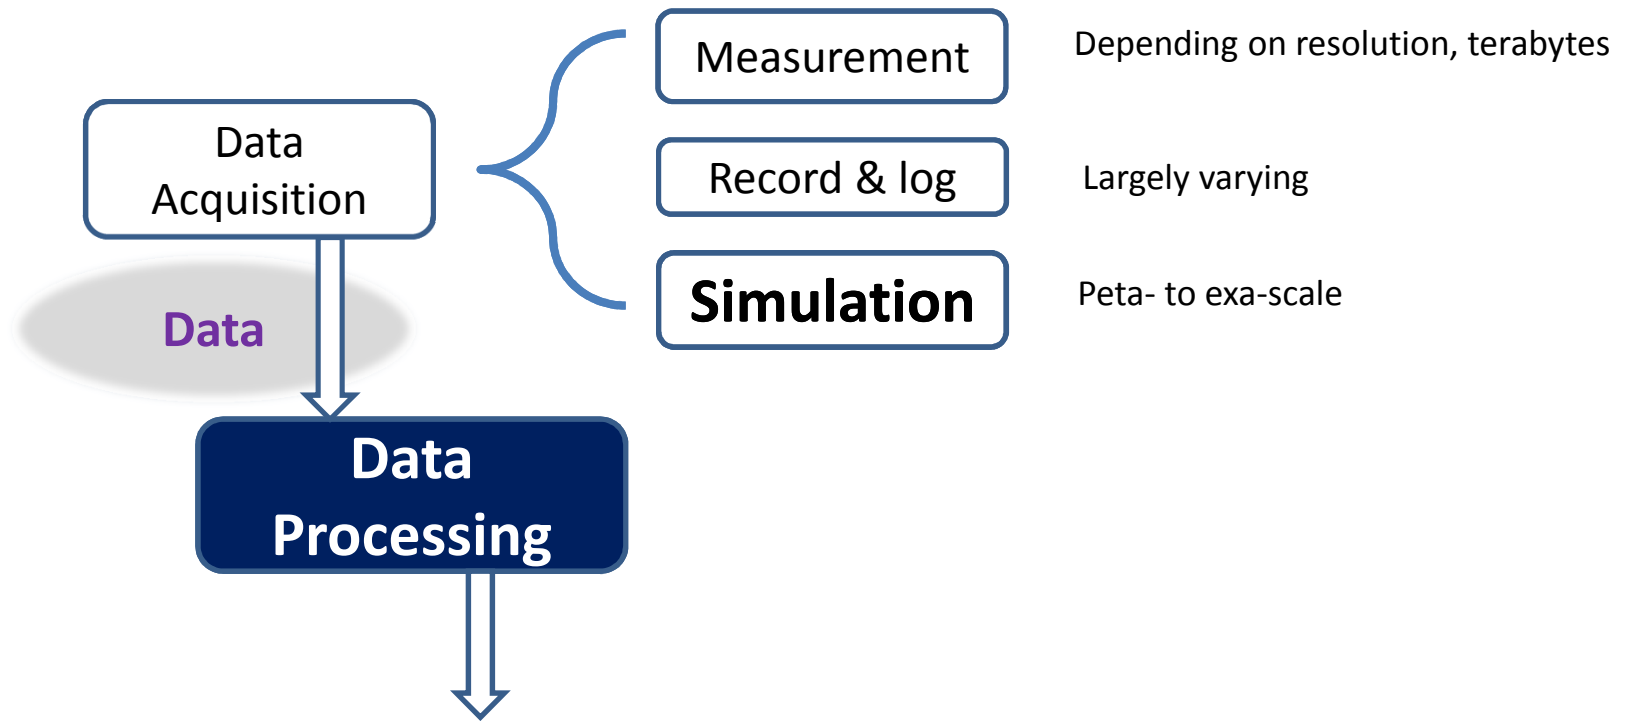 Data
Acquisition
Measurement
Depending on resolution, terabytes
Record & log
Largely varying
Simulation
Peta- to exa-scale
Data
Data
Processing